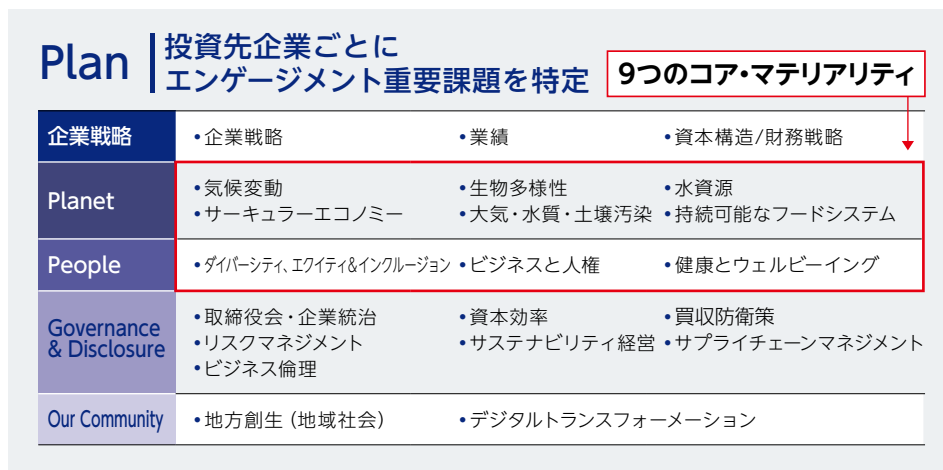 Plan
投資先企業ごとに
エンゲージメント重要課題を特定
9つのコア・マテリアリティ
企業戦略
•企業戦略 •業績 •資本構造/財務戦略
Planet
•気候変動 •生物多様性 •水資源
•サーキュラーエコノミー •大気・水質・土壌汚染 •持続可能なフードシステム
People
•ダイバーシティ、エクイティ&インクルージョン •ビジネスと人権 •健康とウェルビーイング
Governance
& Disclosure
•取締役会・企業統治 •資本効率 •買収防衛策
•リスクマネジメント •サステナビリティ経営 •サプライチェーンマネジメント
•ビジネス倫理
Our Community
•地方創生(地域社会) •デジタルトランスフォーメーション